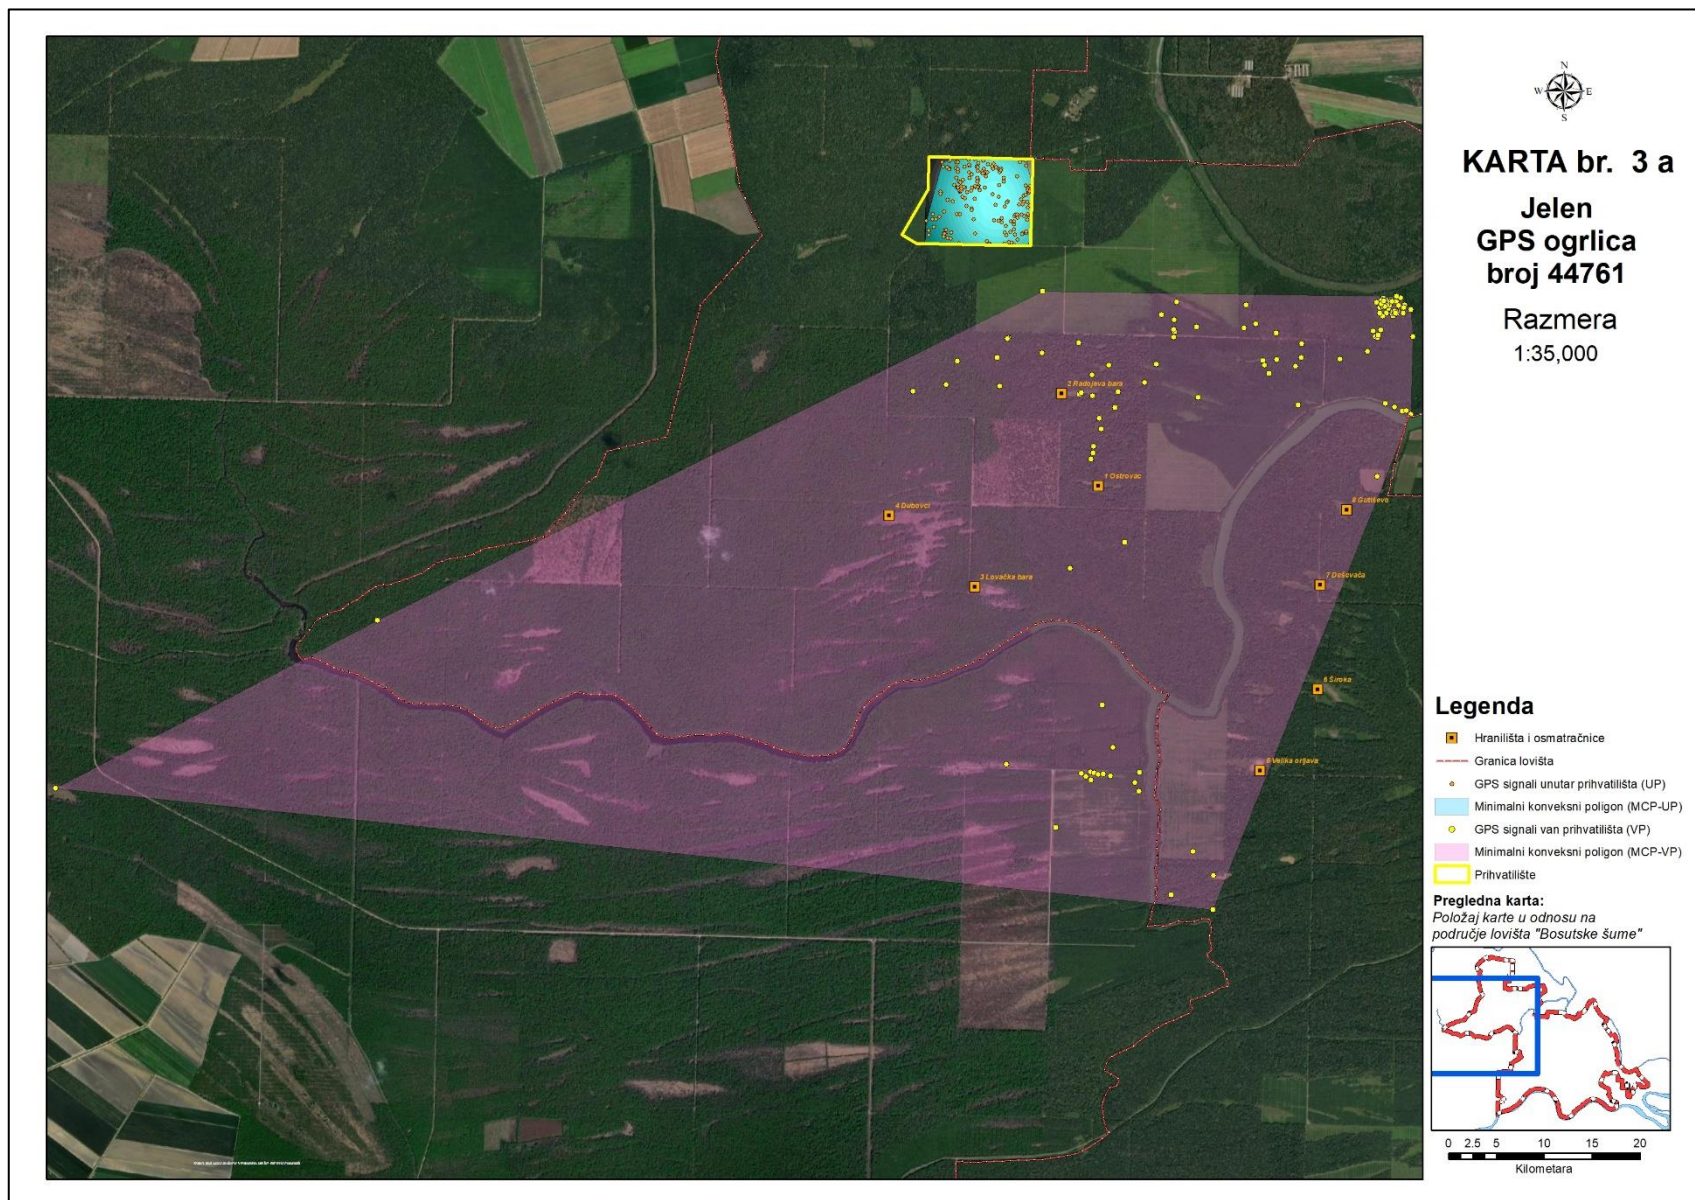 N
W E
S
KARTA br. 3 a
Jelen
GPS ogrlica
broj 44761
Razmera
1:35,000
2 Radojeva bara
1 Ostrovac
4 Dubovci
8 Gutiševo
3 Lovačka bara
7 Deševača
6 Široka
5 Velika orljava
Legenda
Hranilišta i osmatračnice
Granica lovišta
GPS signali unutar prihvatilišta (UP)
Minimalni konveksni poligon (MCP-UP)
GPS signali van prihvatilišta (VP)
Minimalni konveksni poligon (MCP-VP)
Prihvatilište
Pregledna karta:
Položaj karte u odnosu na
područje lovišta "Bosutske šume"
0 2.5 5 10 15 20
Kilometara